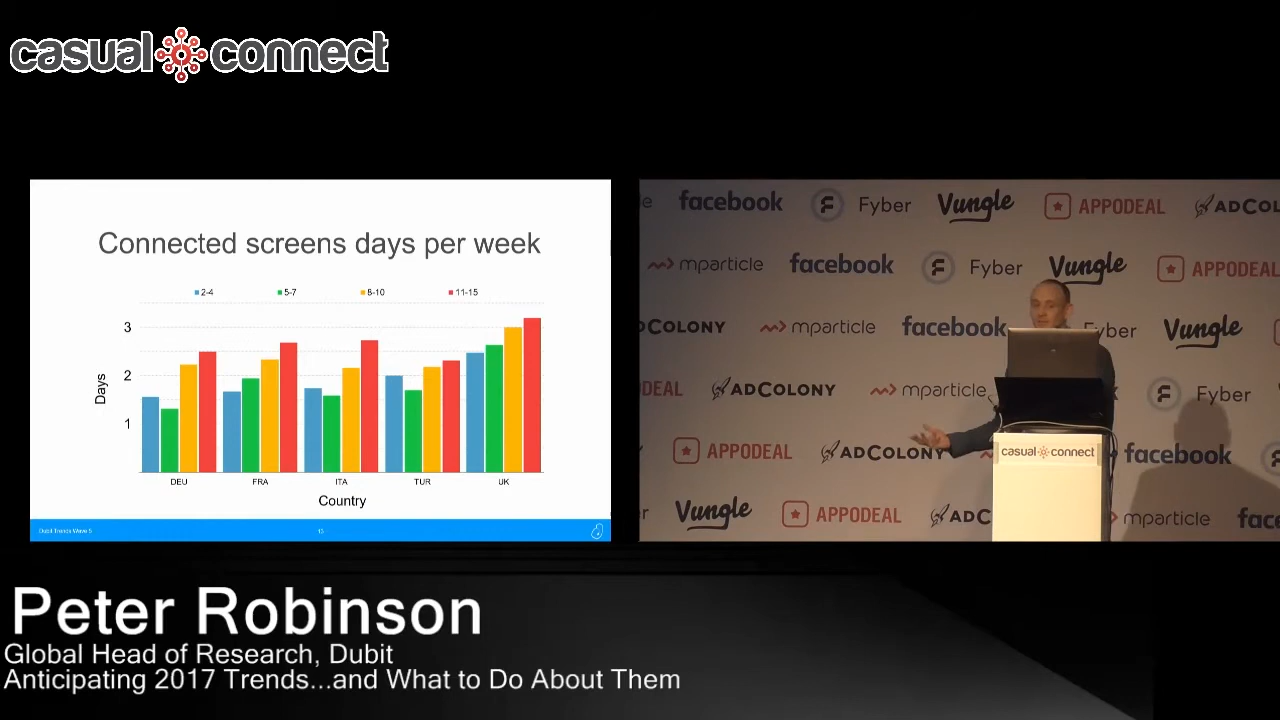 casual connect
Connected screens days per week
2-4 5-7 8-10 11-15
3
2
1
Days
DEU FRA ITA TUR UK
Country
Dubit Trends Wave 5 13
facebook Fyber Vungle APPODEAL ADCOL
mparticle facebook Fyber Vungle APPODEAL
DCOLONY mparticle facebook Fyber Vungle
DEAL ADCOLONY mparticle Fyber
APPODEAL ADCOLONY facebook
casual connect
Vungle APPODEAL ADC mparticle face
Peter Robinson
Global Head of Research, Dubit
Anticipating 2017 Trends...and What to Do About Them